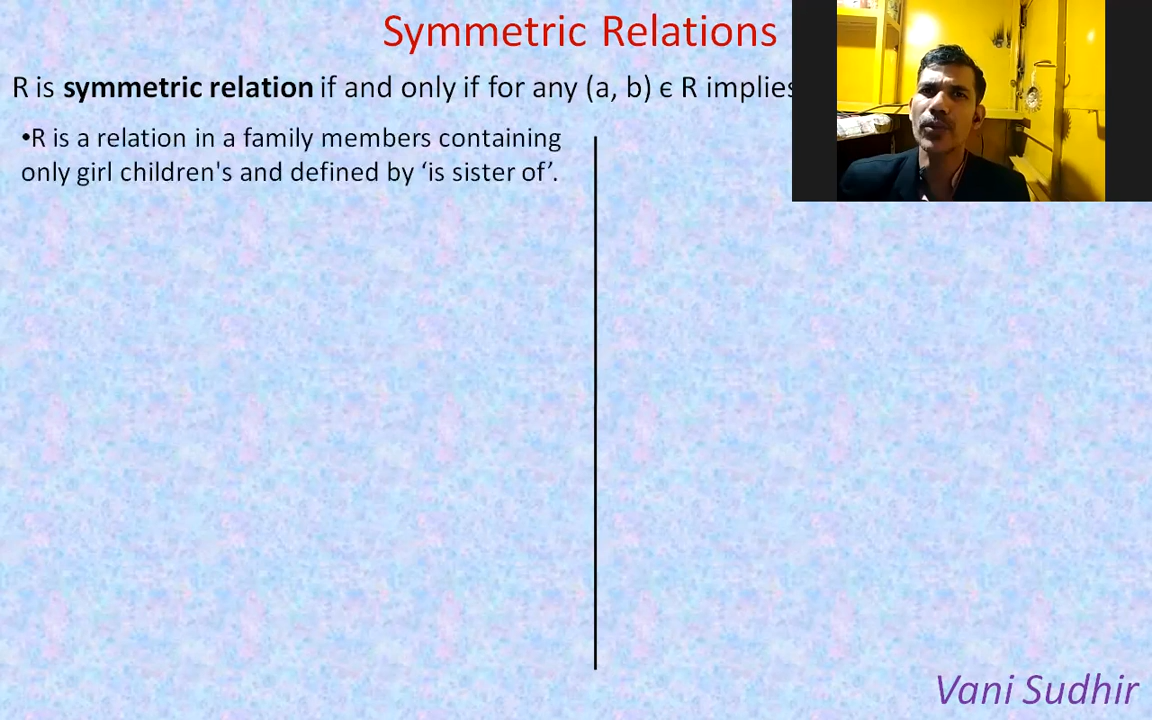 Symmetric Relations
R is symmetric relation if and only if for any (a, b) ϵ R implies
•R is a relation in a family members containing
only girl children's and defined by ‘is sister of’.
Vani Sudhir